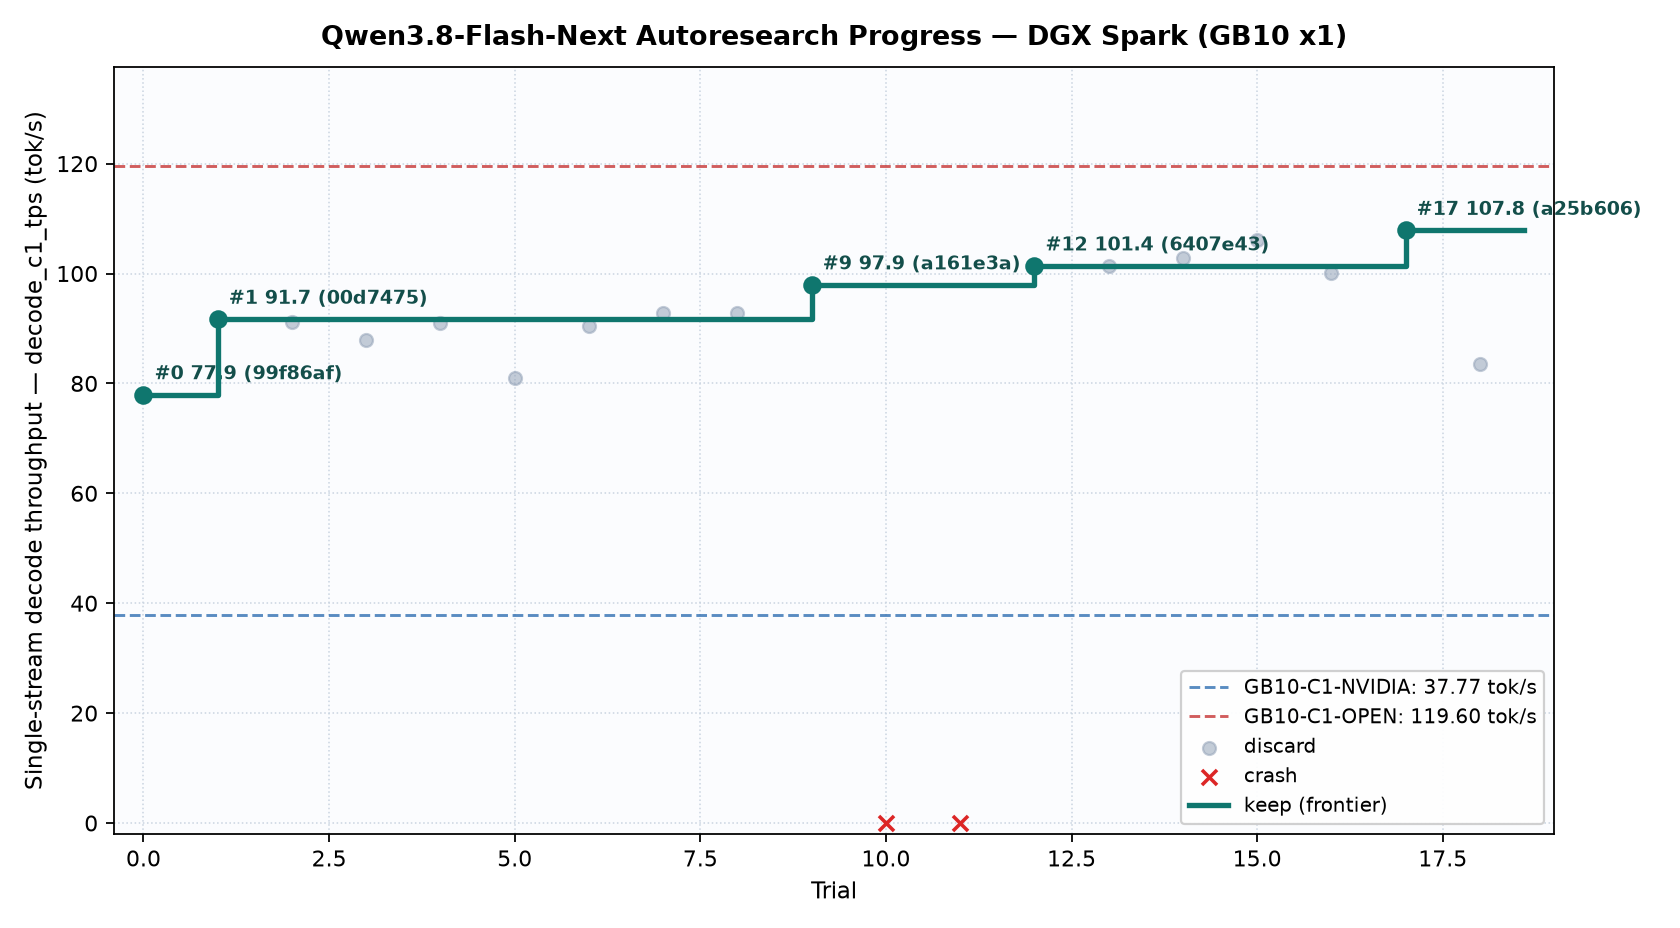 Qwen3.8-Flash-Next Autoresearch Progress — DGX Spark (GB10 x1)
Single-stream decode throughput — decode_c1_tps (tok/s)
120
100
80
60
40
20
0
#0 77.9 (99f86af)
#1 91.7 (00d7475)
#9 97.9 (a161e3a)
#12 101.4 (6407e43)
#17 107.8 (a25b606)
GB10-C1-NVIDIA: 37.77 tok/s
GB10-C1-OPEN: 119.60 tok/s
discard
crash
keep (frontier)
0.0 2.5 5.0 7.5 10.0 12.5 15.0 17.5
Trial